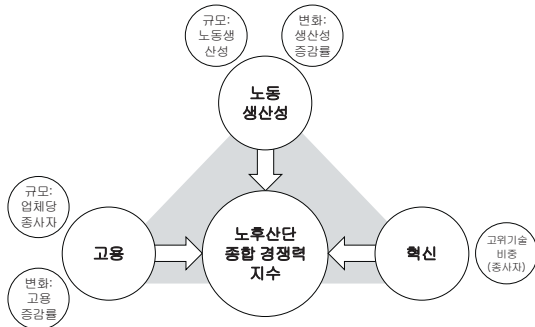 규모:
노동생
산성
변화:
생산성
증감률
노동
생산성
규모:
업체당
종사자
고용
변화:
고용
증감률
노후산단
종합 경쟁력
지수
혁신
고위기술
비중
(종사자)